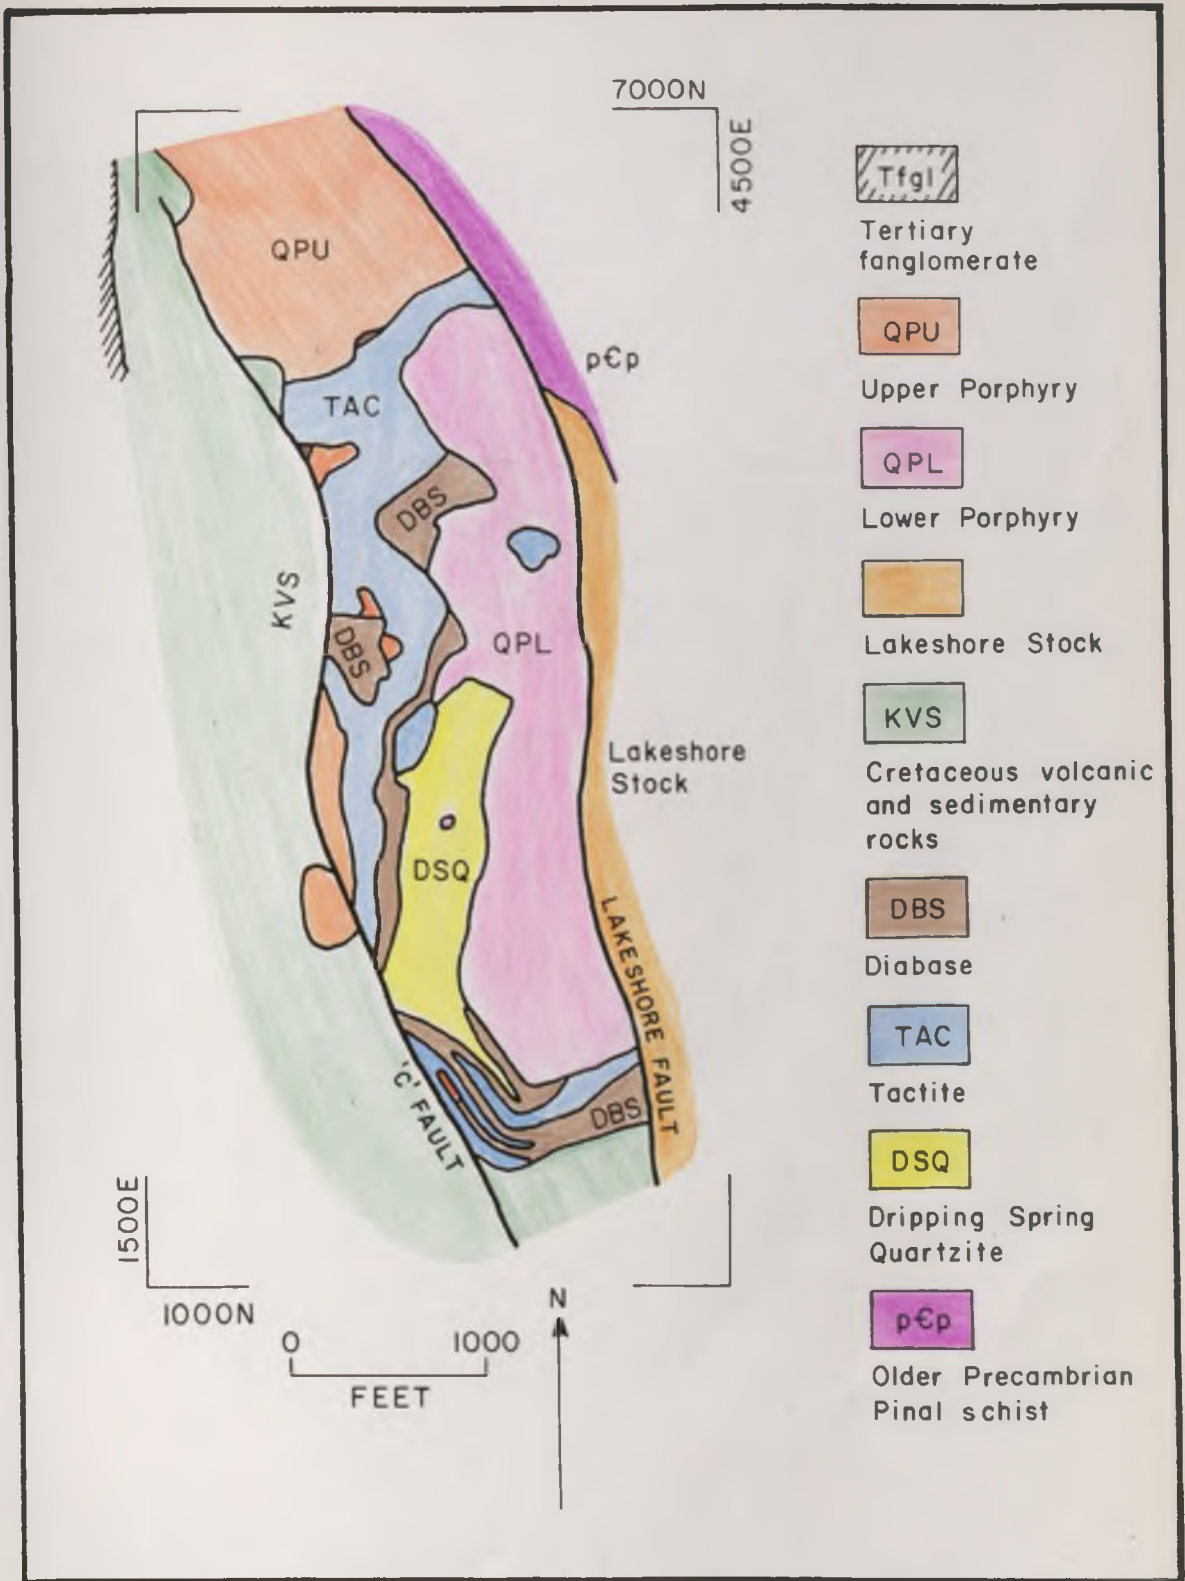 7000N
4500E
QPU
p€p
TAC
DBS
KVS
DBS
QPL
Lakeshore
Stock
DSQ
LAKESHORE FAULT
'C' FAULT
DBS
1500E
1000N
N
0 1000
FEET
Tfgl
Tertiary
fanglomerate
QPU
Upper Porphyry
QPL
Lower Porphyry
Lakeshore Stock
KVS
Cretaceous volcanic
and sedimentary
rocks
DBS
Diabase
TAC
Tactite
DSQ
Dripping Spring
Quartzite
p€p
Older Precambrian
Pinal schist